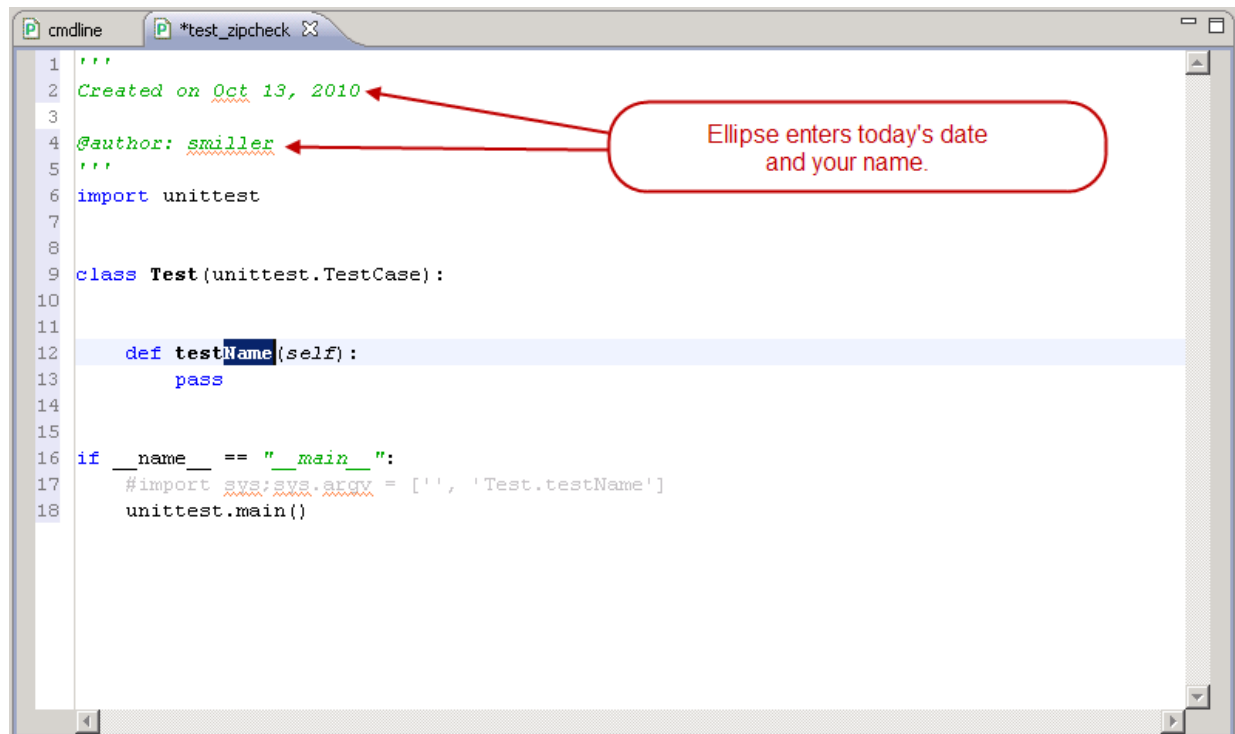 cmdline *test_zipcheck
1 '''
2 Created on Oct 13, 2010
3
4 @author: smiller
5 '''
6 import unittest
7
8
9 class Test(unittest.TestCase):
10
11
12     def testName(self):
13         pass
14
15
16 if __name__ == "__main__":
17     #import sys;sys.argv = ['', 'Test.testName']
18     unittest.main()
Ellipse enters today's date
and your name.